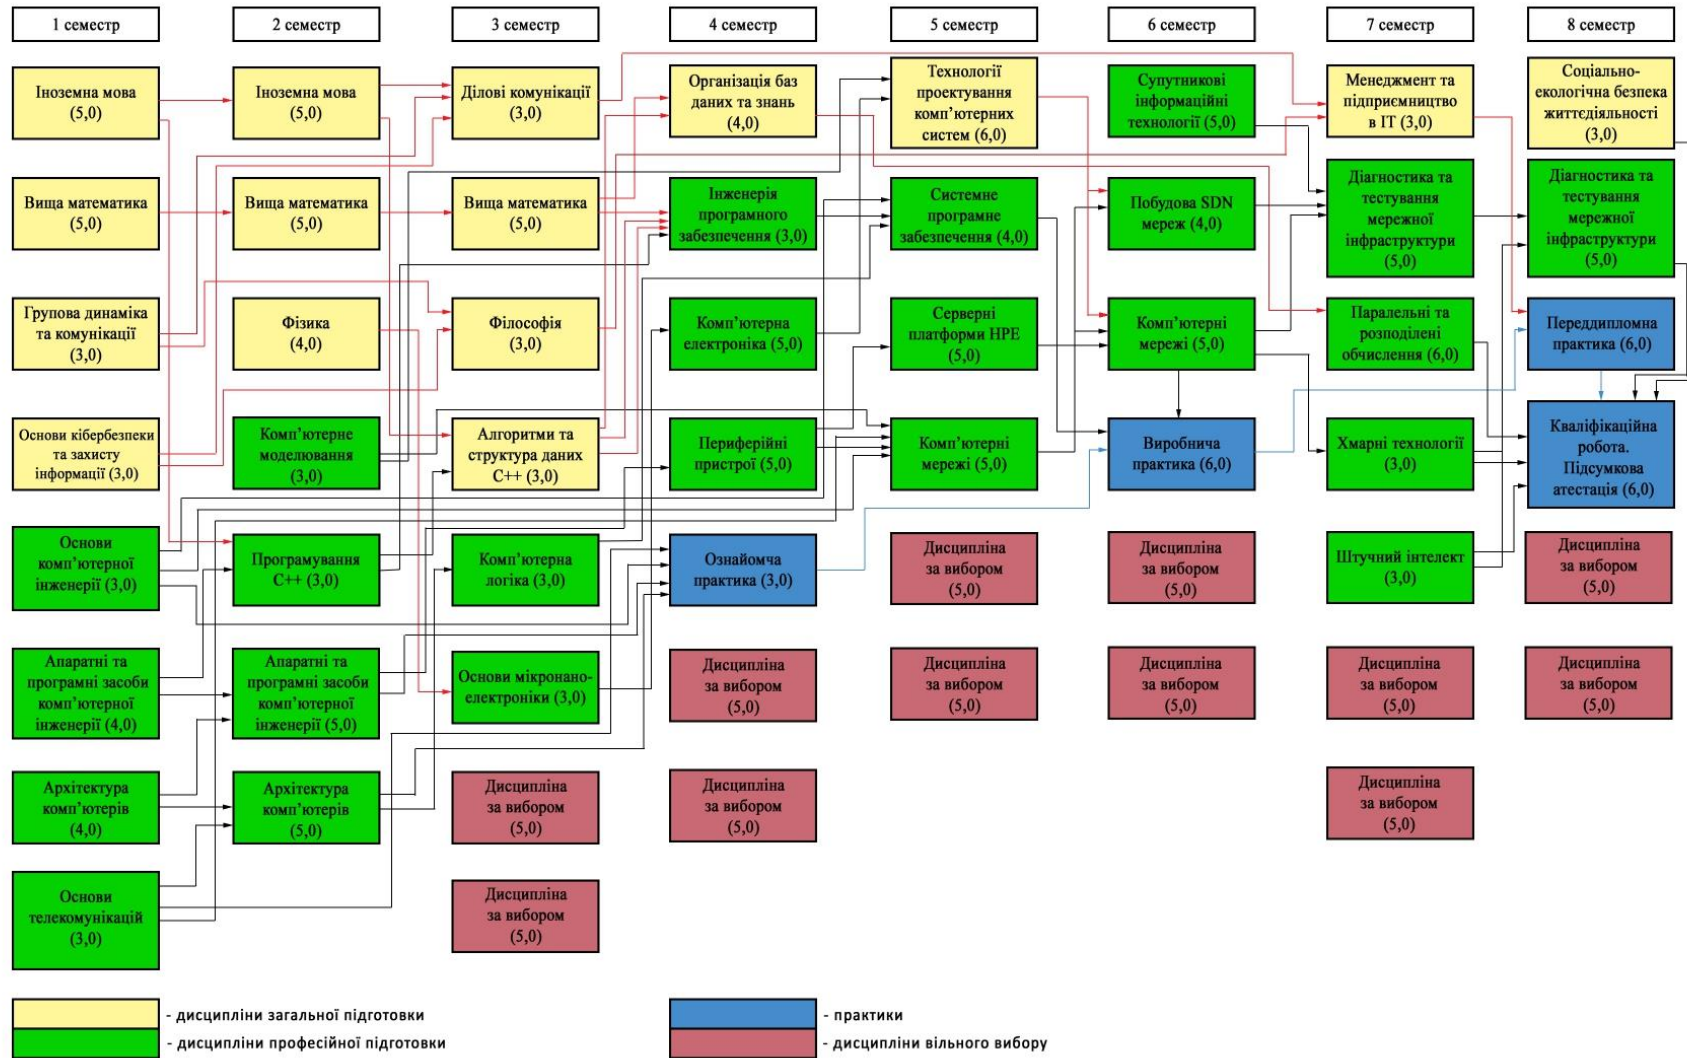 1 семестр
2 семестр
3 семестр
4 семестр
5 семестр
6 семестр
7 семестр
8 семестр
Іноземна мова
(5,0)
Вища математика
(5,0)
Групова динаміка
та комунікації
(3,0)
Основи кібербезпеки
та захисту
інформації (3,0)
Основи
комп’ютерної
інженерії (3,0)
Апаратні та
програмні засоби
комп’ютерної
інженерії (4,0)
Архітектура
комп’ютерів
(4,0)
Основи
телекомунікацій
(3,0)
Іноземна мова
(5,0)
Вища математика
(5,0)
Фізика
(4,0)
Комп’ютерне
моделювання
(3,0)
Програмування
С++ (3,0)
Апаратні та
програмні засоби
комп’ютерної
інженерії (5,0)
Архітектура
комп’ютерів
(5,0)
Ділові комунікації
(3,0)
Вища математика
(5,0)
Філософія
(3,0)
Алгоритми та
структура даних
С++ (3,0)
Комп’ютерна
логіка (3,0)
Основи мікронано-
електроніки (3,0)
Дисципліна
за вибором
(5,0)
Дисципліна
за вибором
(5,0)
Організація баз
даних та знань
(4,0)
Інженерія
програмного
забезпечення (3,0)
Комп’ютерна
електроніка (5,0)
Периферійні
пристрої (5,0)
Ознайомча
практика (3,0)
Дисципліна
за вибором
(5,0)
Дисципліна
за вибором
(5,0)
Технології
проектування
комп’ютерних
систем (6,0)
Системне
програмне
забезпечення (4,0)
Серверні
платформи HPE
(5,0)
Комп’ютерні
мережі (5,0)
Дисципліна
за вибором
(5,0)
Дисципліна
за вибором
(5,0)
Супутникові
інформаційні
технології (5,0)
Побудова SDN
мереж (4,0)
Комп’ютерні
мережі (5,0)
Виробнича
практика (6,0)
Дисципліна
за вибором
(5,0)
Дисципліна
за вибором
(5,0)
Менеджмент та
підприємництво
в ІТ (3,0)
Діагностика та
тестування
мережної
інфраструктури
(5,0)
Паралельні та
розподілені
обчислення (6,0)
Хмарні технології
(3,0)
Штучний інтелект
(3,0)
Дисципліна
за вибором
(5,0)
Дисципліна
за вибором
(5,0)
Соціально-
екологічна безпека
життєдіяльності
(3,0)
Діагностика та
тестування
мережної
інфраструктури
(5,0)
Переддипломна
практика (6,0)
Кваліфікаційна
робота.
Підсумкова
атестація (6,0)
Дисципліна
за вибором
(5,0)
Дисципліна
за вибором
(5,0)
- дисципліни загальної підготовки
- дисципліни професійної підготовки
- практики
- дисципліни вільного вибору